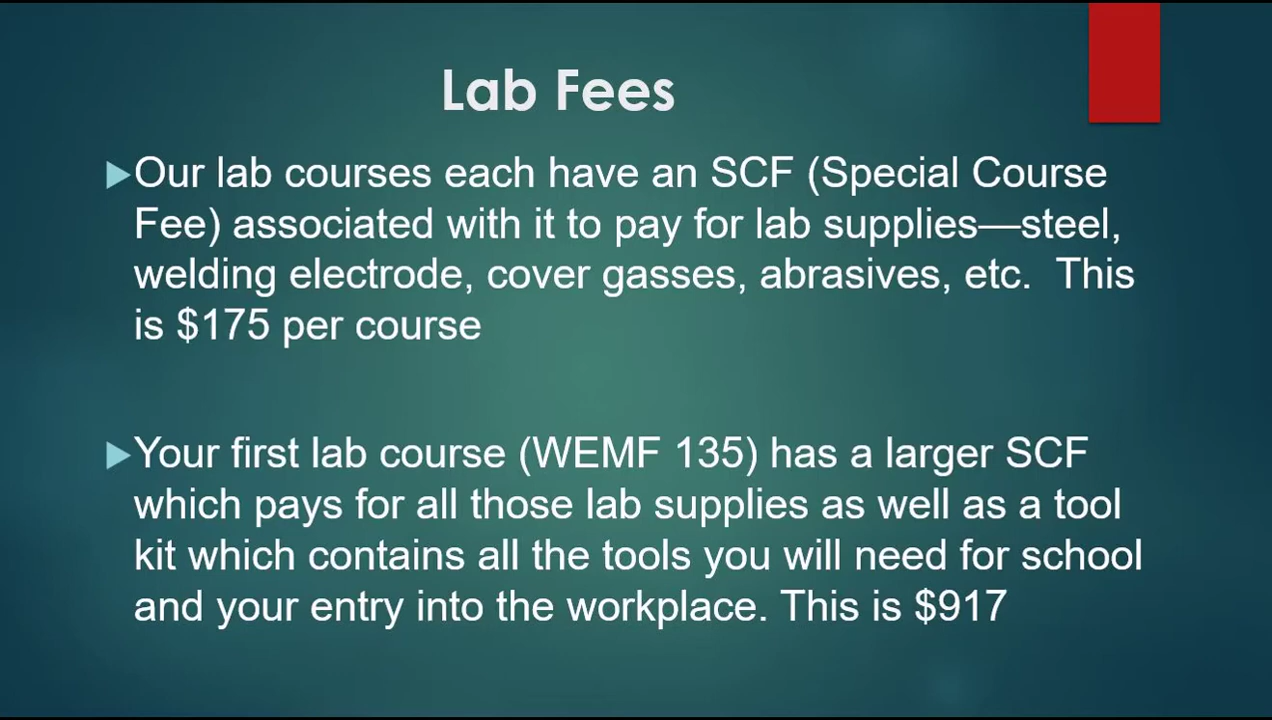 Lab Fees
Our lab courses each have an SCF (Special Course
Fee) associated with it to pay for lab supplies—steel,
welding electrode, cover gasses, abrasives, etc.  This
is $175 per course
Your first lab course (WEMF 135) has a larger SCF
which pays for all those lab supplies as well as a tool
kit which contains all the tools you will need for school
and your entry into the workplace. This is $917